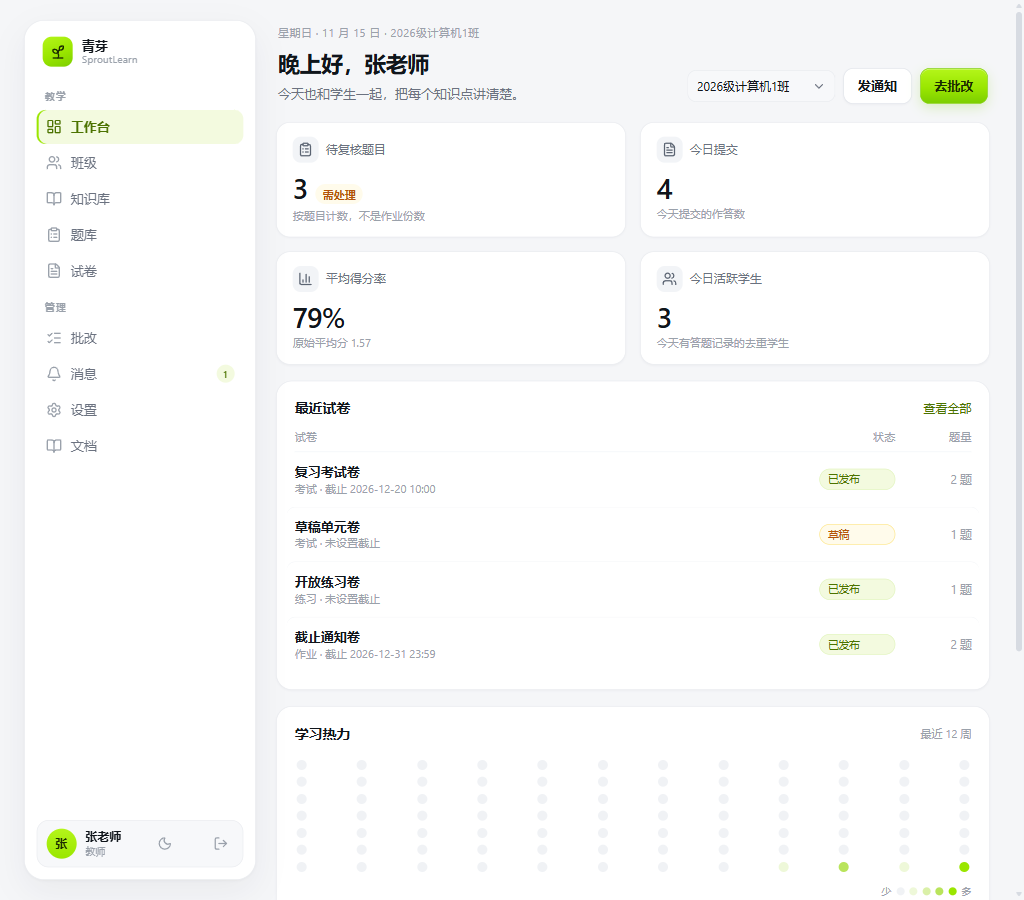 青芽
SproutLearn
教学
工作台
班级
知识库
题库
试卷
管理
批改
消息 1
设置
文档
张 张老师
教师
星期日 · 11 月 15 日 · 2026级计算机1班
晚上好，张老师
今天也和学生一起，把每个知识点讲清楚。
2026级计算机1班 发通知 去批改
待复核题目
3 需处理
按题目计数，不是作业份数
今日提交
4
今天提交的作答数
平均得分率
79%
原始平均分 1.57
今日活跃学生
3
今天有答题记录的去重学生
最近试卷 查看全部
试卷 状态 题量
复习考试卷 已发布 2 题
考试 · 截止 2026-12-20 10:00
草稿单元卷 草稿 1 题
考试 · 未设置截止
开放练习卷 已发布 1 题
练习 · 未设置截止
截止通知卷 已发布 2 题
作业 · 截止 2026-12-31 23:59
学习热力 最近 12 周
少 多